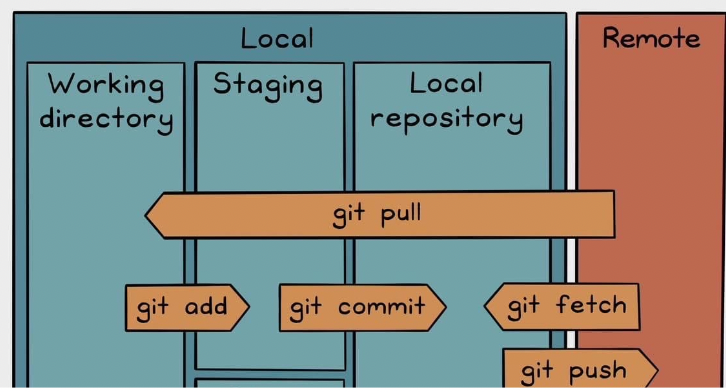 Local
Remote
Working
directory
Staging
Local
repository
git pull
git add
git commit
git fetch
git push